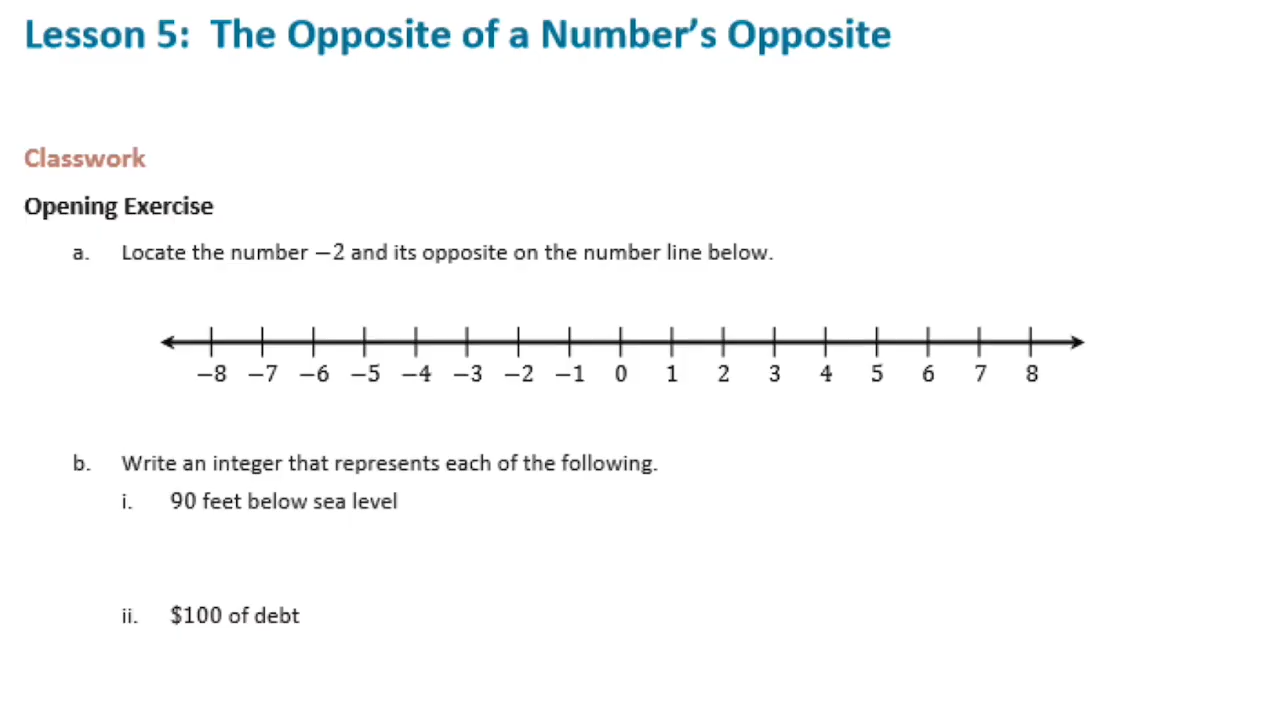 Lesson 5:  The Opposite of a Number’s Opposite
Classwork
Opening Exercise
a. Locate the number −2 and its opposite on the number line below.
−8 −7 −6 −5 −4 −3 −2 −1 0 1 2 3 4 5 6 7 8
b. Write an integer that represents each of the following.
i. 90 feet below sea level
ii. $100 of debt